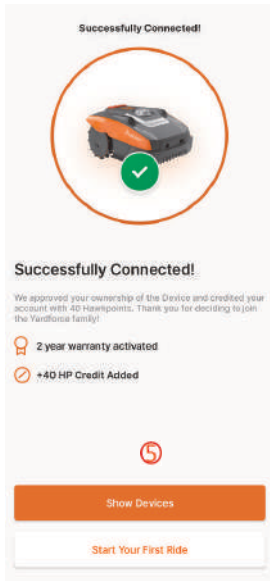 Successfully Connected!
Successfully Connected!
We approved your ownership of the Device and credited your
account with 40 Hawkpoints. Thank you for deciding to join
the Yardforce family!
2 year warranty activated
+40 HP Credit Added
5
Show Devices
Start Your First Ride